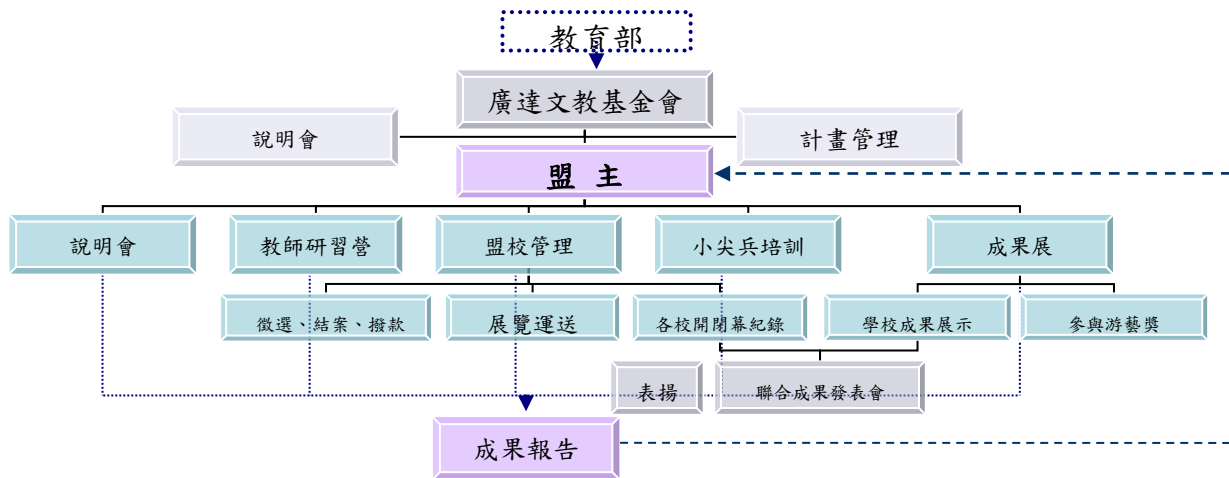 教育部
廣達文教基金會
說明會
計畫管理
盟 主
說明會
教師研習營
盟校管理
小尖兵培訓
成果展
徵選、結案、撥款
展覽運送
各校開閉幕紀錄
學校成果展示
參與游藝獎
表揚
聯合成果發表會
成果報告